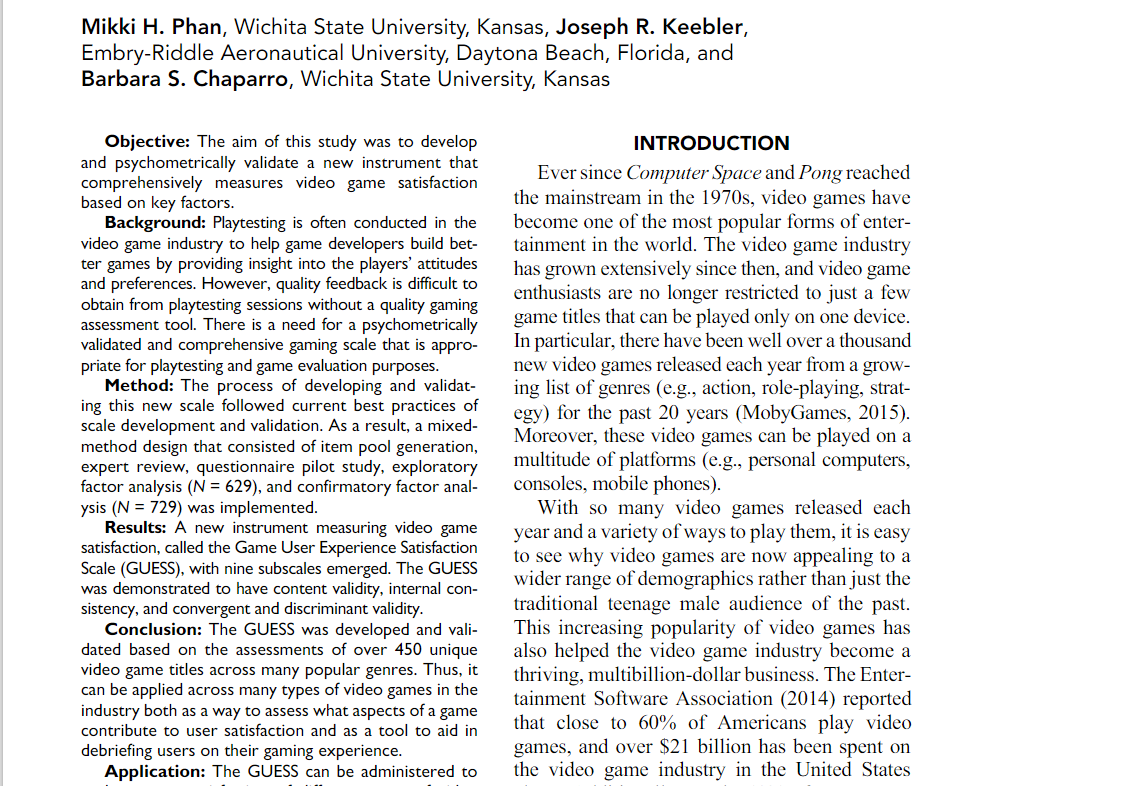 Mikki H. Phan, Wichita State University, Kansas, Joseph R. Keebler,
Embry-Riddle Aeronautical University, Daytona Beach, Florida, and
Barbara S. Chaparro, Wichita State University, Kansas
Objective: The aim of this study was to develop
and psychometrically validate a new instrument that
comprehensively measures video game satisfaction
based on key factors.
Background: Playtesting is often conducted in the
video game industry to help game developers build bet-
ter games by providing insight into the players' attitudes
and preferences. However, quality feedback is difficult to
obtain from playtesting sessions without a quality gaming
assessment tool. There is a need for a psychometrically
validated and comprehensive gaming scale that is appro-
priate for playtesting and game evaluation purposes.
Method: The process of developing and validat-
ing this new scale followed current best practices of
scale development and validation. As a result, a mixed-
method design that consisted of item pool generation,
expert review, questionnaire pilot study, exploratory
factor analysis (N = 629), and confirmatory factor anal-
ysis (N = 729) was implemented.
Results: A new instrument measuring video game
satisfaction, called the Game User Experience Satisfaction
Scale (GUESS), with nine subscales emerged. The GUESS
was demonstrated to have content validity, internal con-
sistency, and convergent and discriminant validity.
Conclusion: The GUESS was developed and vali-
dated based on the assessments of over 450 unique
video game titles across many popular genres. Thus, it
can be applied across many types of video games in the
industry both as a way to assess what aspects of a game
contribute to user satisfaction and as a tool to aid in
debriefing users on their gaming experience.
Application: The GUESS can be administered to
INTRODUCTION
Ever since Computer Space and Pong reached
the mainstream in the 1970s, video games have
become one of the most popular forms of enter-
tainment in the world. The video game industry
has grown extensively since then, and video game
enthusiasts are no longer restricted to just a few
game titles that can be played only on one device.
In particular, there have been well over a thousand
new video games released each year from a grow-
ing list of genres (e.g., action, role-playing, strat-
egy) for the past 20 years (MobyGames, 2015).
Moreover, these video games can be played on a
multitude of platforms (e.g., personal computers,
consoles, mobile phones).
With so many video games released each
year and a variety of ways to play them, it is easy
to see why video games are now appealing to a
wider range of demographics rather than just the
traditional teenage male audience of the past.
This increasing popularity of video games has
also helped the video game industry become a
thriving, multibillion-dollar business. The Enter-
tainment Software Association (2014) reported
that close to 60% of Americans play video
games, and over $21 billion has been spent on
the video game industry in the United States